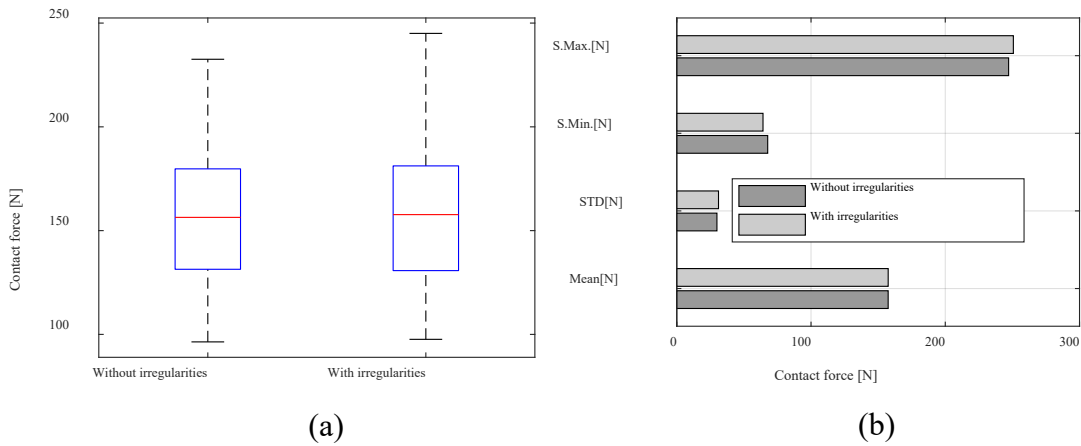 250
200
150
100
Contact force [N]
Without irregularities
With irregularities
(a)
S.Max.[N]
S.Min.[N]
STD[N]
Mean[N]
Without irregularities
With irregularities
0
100
200
300
Contact force [N]
(b)